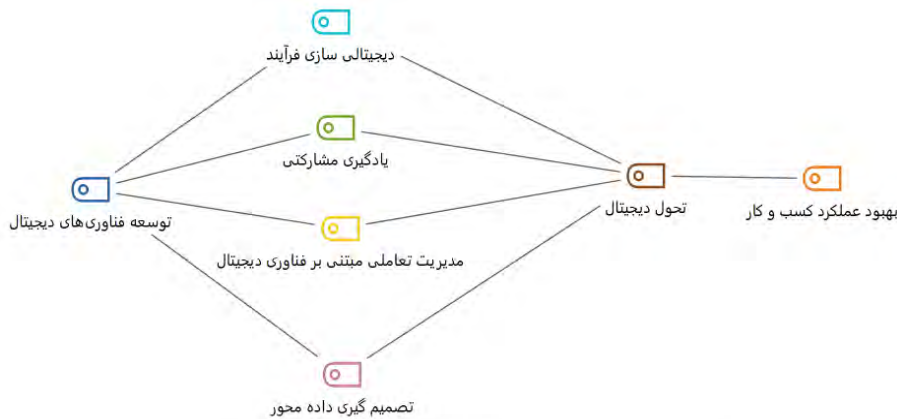 دیجیتالی سازی فرآیند
یادگیری مشارکتی
توسعه فناوری‌های دیجیتال
تحول دیجیتال
بهبود عملکرد کسب و کار
مدیریت تعاملی مبتنی بر فناوری دیجیتال
تصمیم گیری داده محور